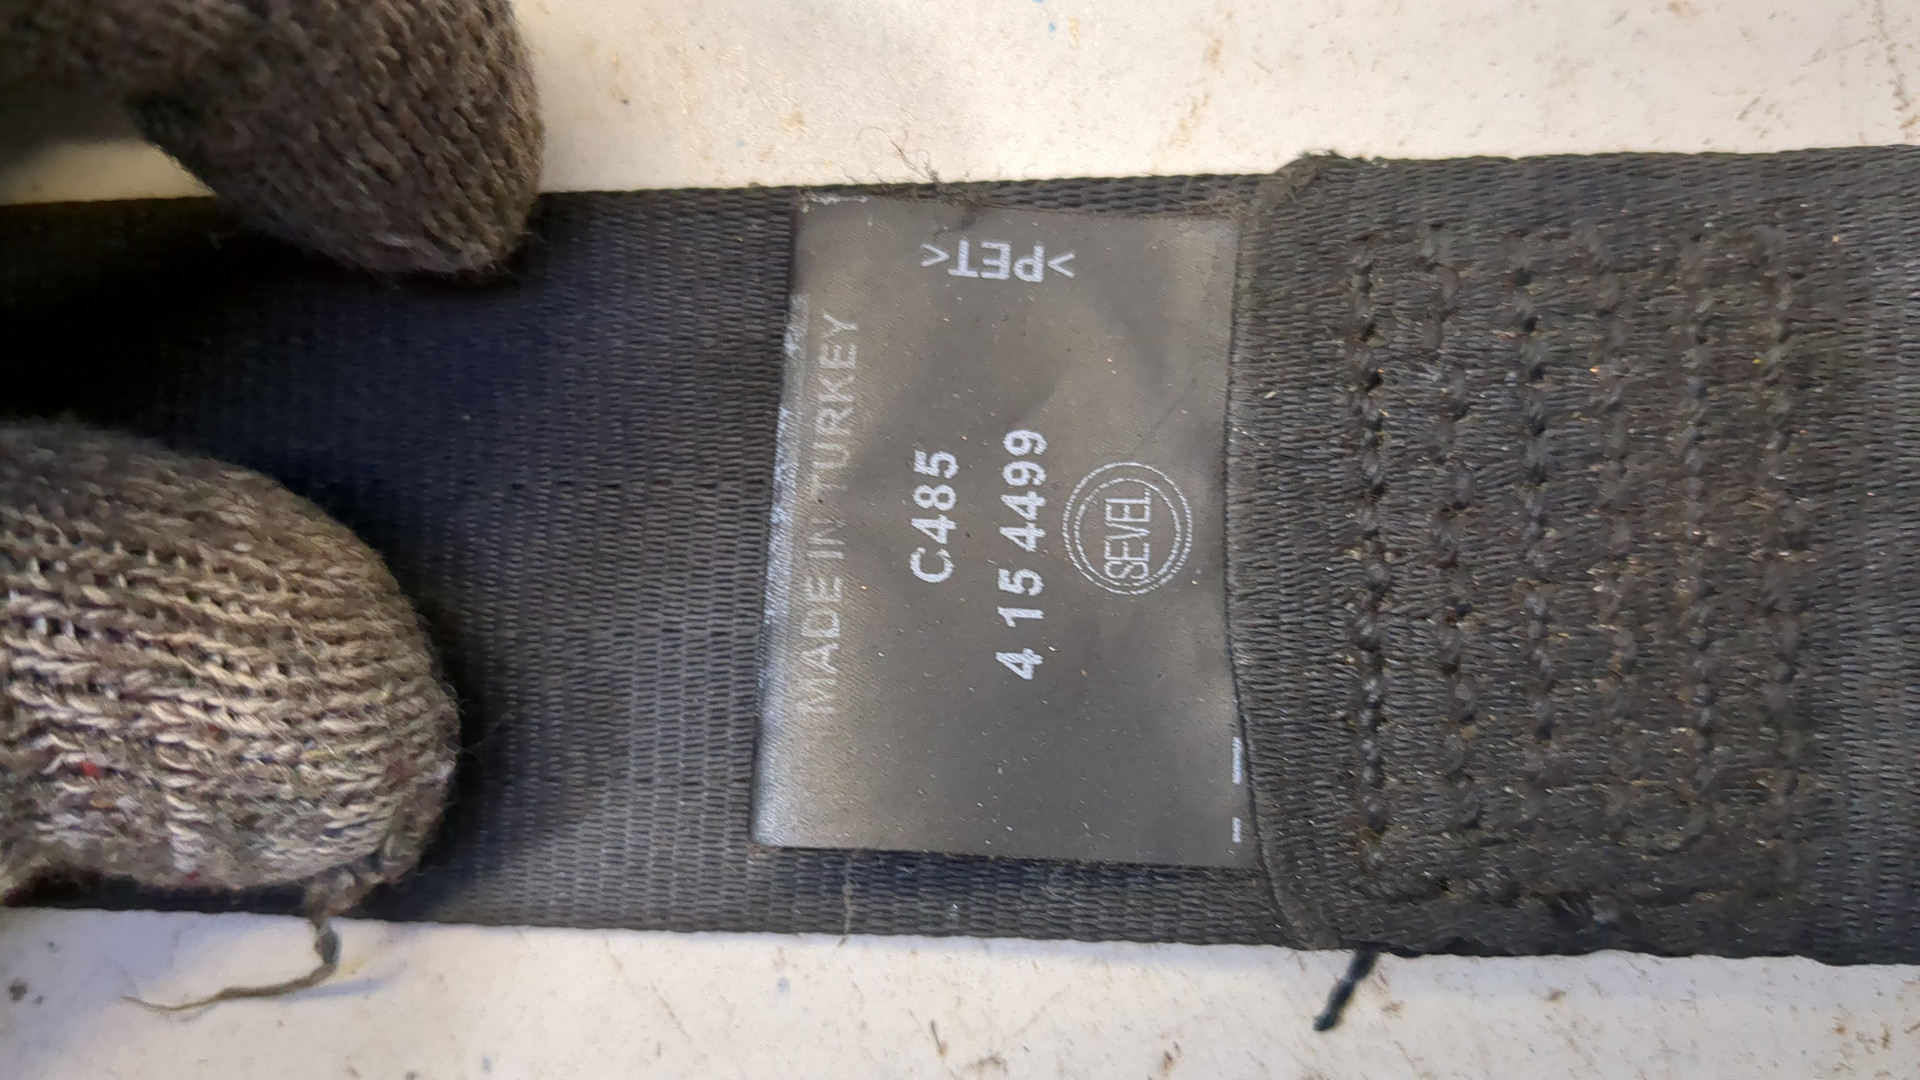 MADE IN TURKEY
C485
4 15 4499
SEVEL
>PET<